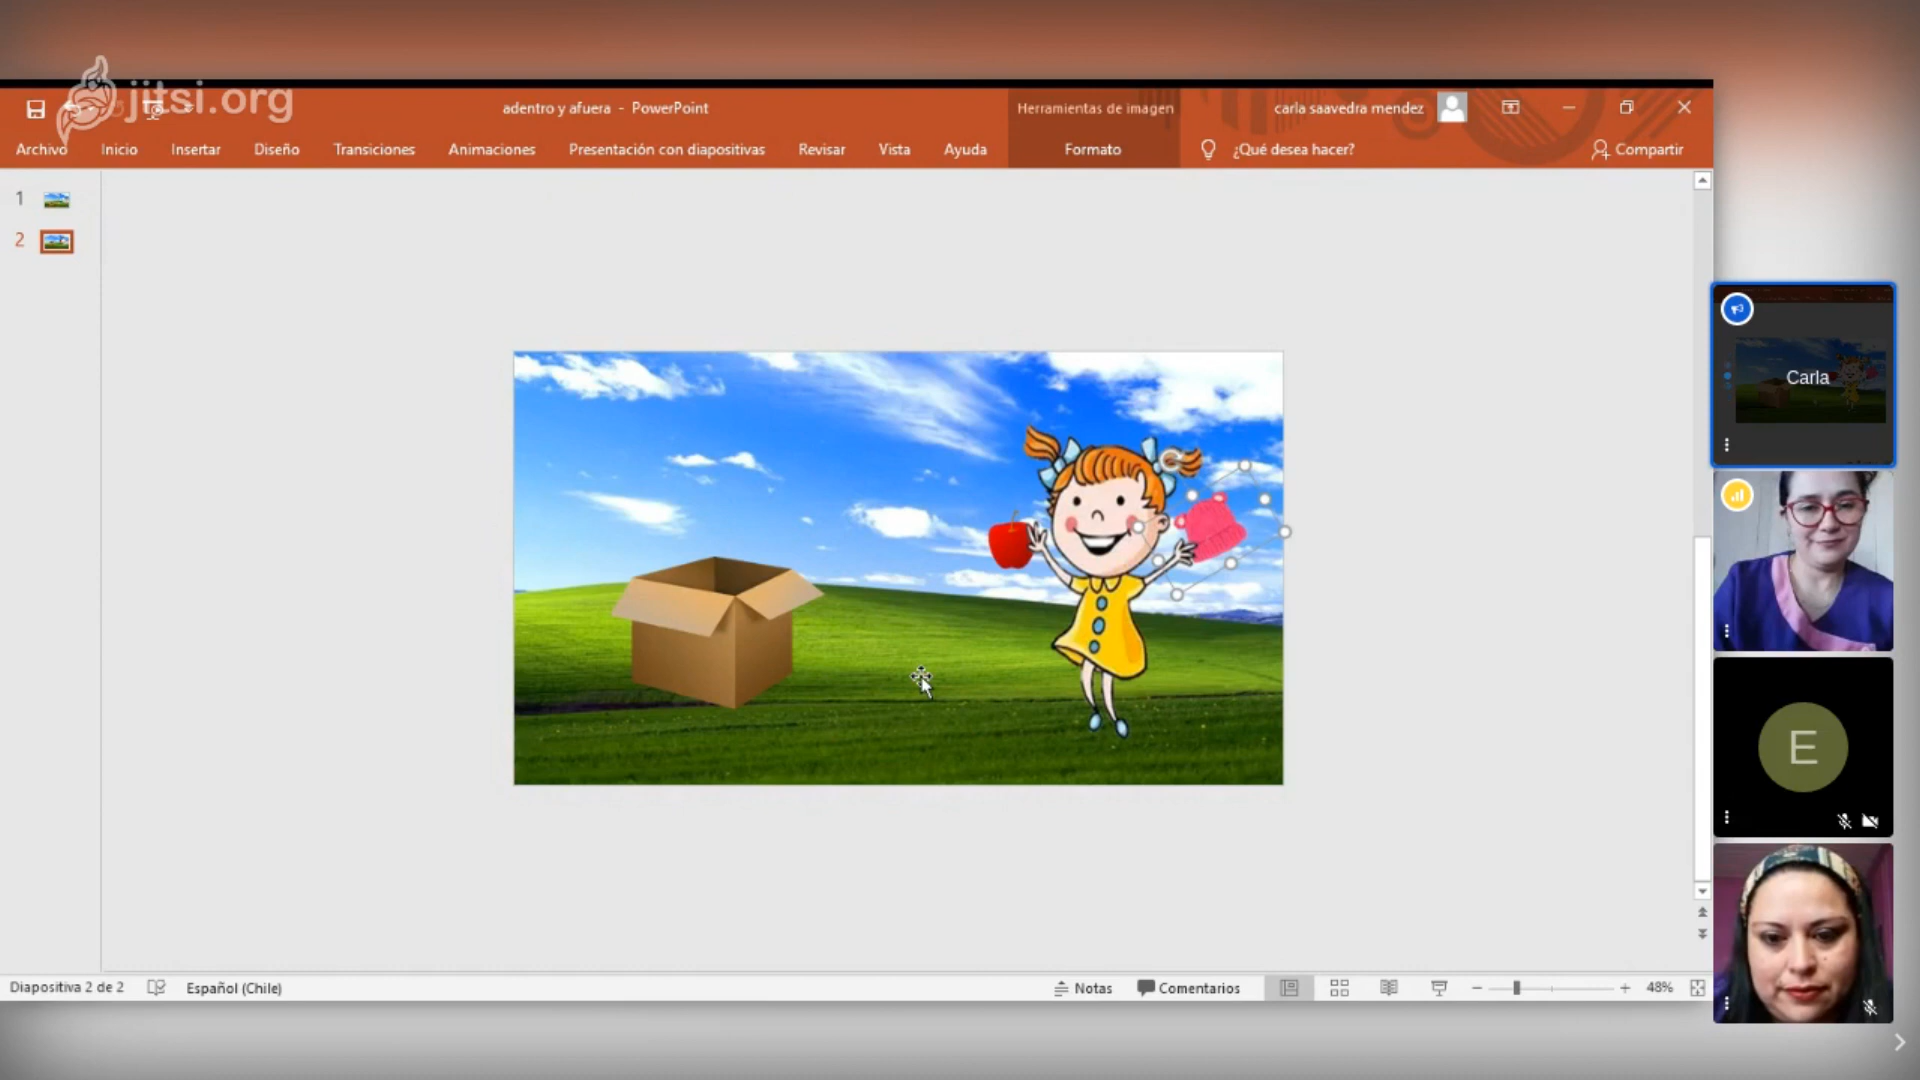 jitsi.org
adentro y afuera - PowerPoint
Herramientas de imagen
carla saavedra mendez
Archivo Inicio Insertar Diseño Transiciones Animaciones Presentación con diapositivas Revisar Vista Ayuda Formato ¿Qué desea hacer? Compartir
1
2
Carla
E
Diapositiva 2 de 2 Español (Chile) Notas Comentarios 48%